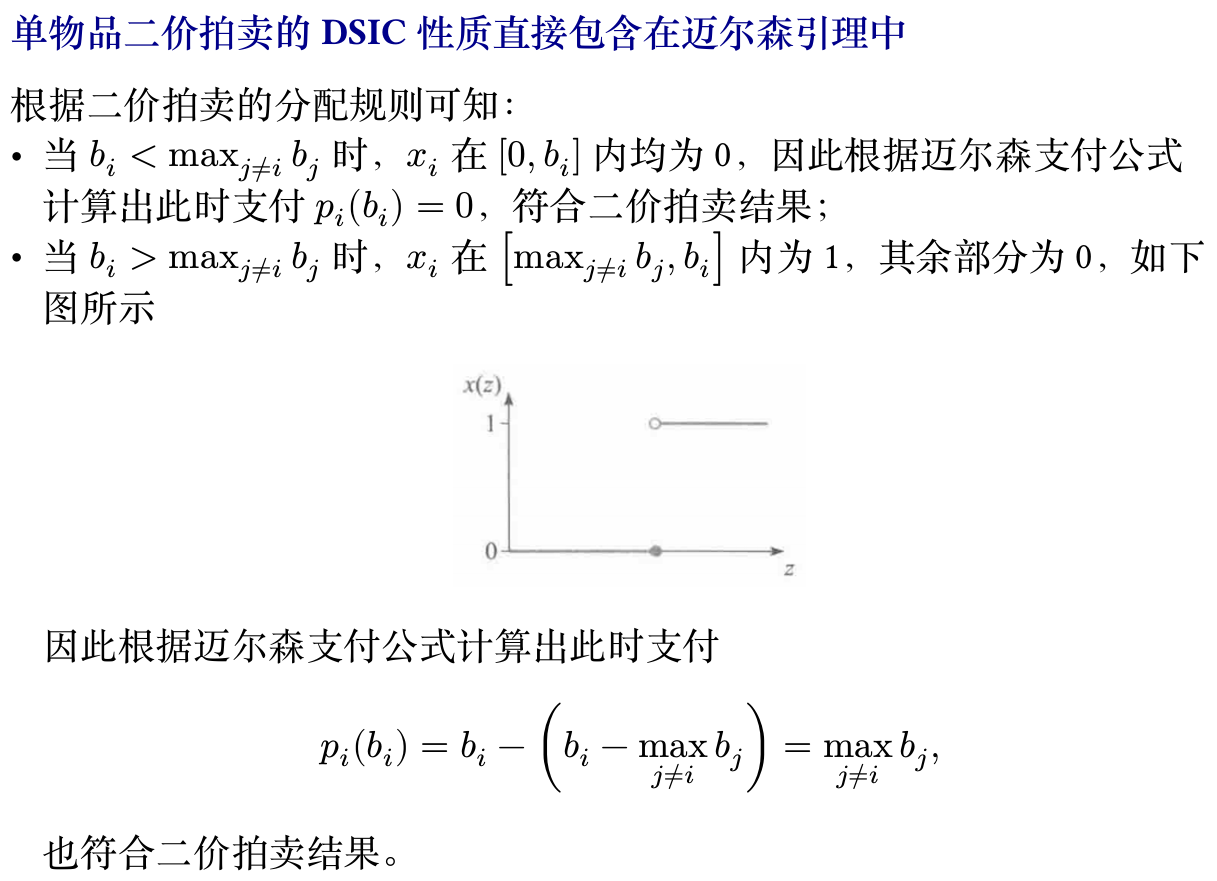 单物品二价拍卖的 DSIC 性质直接包含在迈尔森引理中
根据二价拍卖的分配规则可知：
• 当 $b_i < \max_{j \neq i} b_j$ 时，$x_i$ 在 $[0, b_i]$ 内均为 0，因此根据迈尔森支付公式
计算出此时支付 $p_i(b_i) = 0$，符合二价拍卖结果；
• 当 $b_i > \max_{j \neq i} b_j$ 时，$x_i$ 在 $\left[\max_{j \neq i} b_j, b_i\right]$ 内为 1，其余部分为 0，如下
图所示
x(z)
1
0
z
因此根据迈尔森支付公式计算出此时支付
$p_i(b_i) = b_i - \left(b_i - \max_{j \neq i} b_j\right) = \max_{j \neq i} b_j,$
也符合二价拍卖结果。